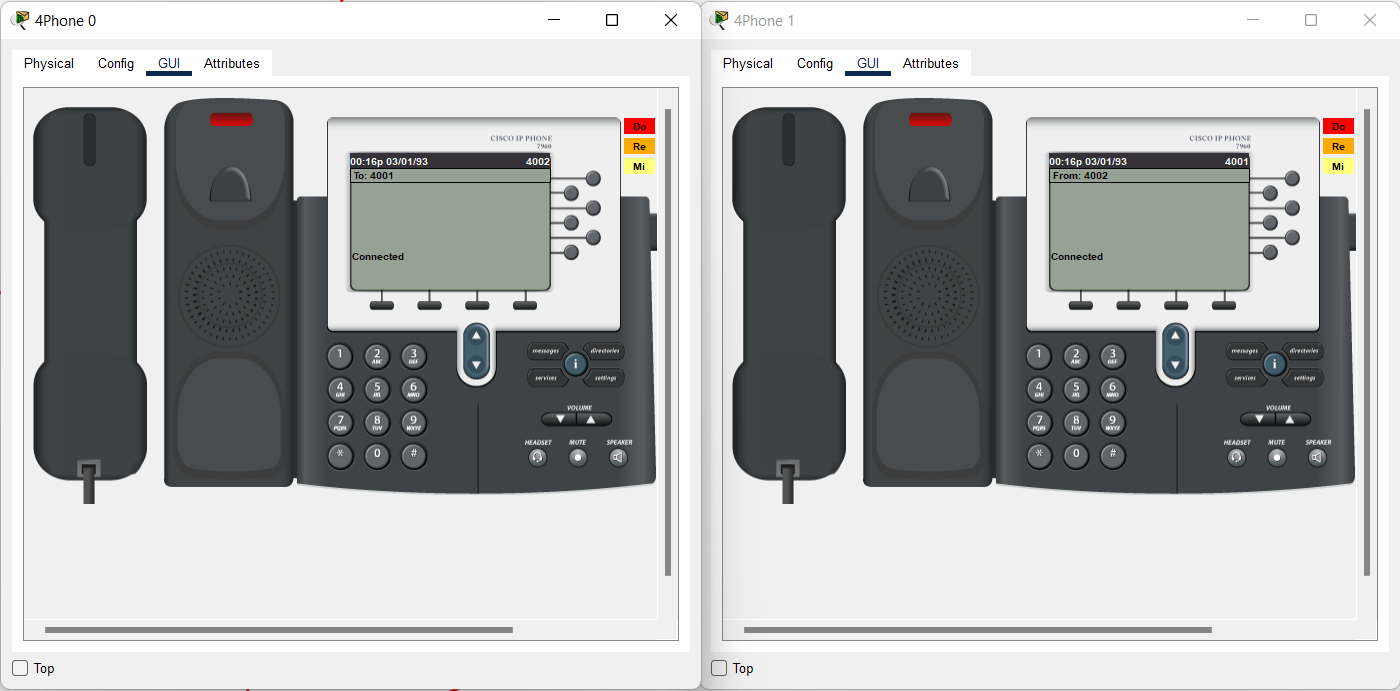 4Phone 0
Physical Config GUI Attributes
CISCO IP PHONE
7960
00:16p 03/01/93 4002
To: 4001
Connected
Do
Re
Mi
1 2 ABC 3 DEF
4 GHI 5 JKL 6 MNO
7 PQRS 8 TUV 9 WXYZ
* 0 #
messages directories
i
services settings
VOLUME
HEADSET MUTE SPEAKER
Top
4Phone 1
Physical Config GUI Attributes
CISCO IP PHONE
7960
00:16p 03/01/93 4001
From: 4002
Connected
Do
Re
Mi
1 2 ABC 3 DEF
4 GHI 5 JKL 6 MNO
7 PQRS 8 TUV 9 WXYZ
* 0 #
messages directories
i
services settings
VOLUME
HEADSET MUTE SPEAKER
Top